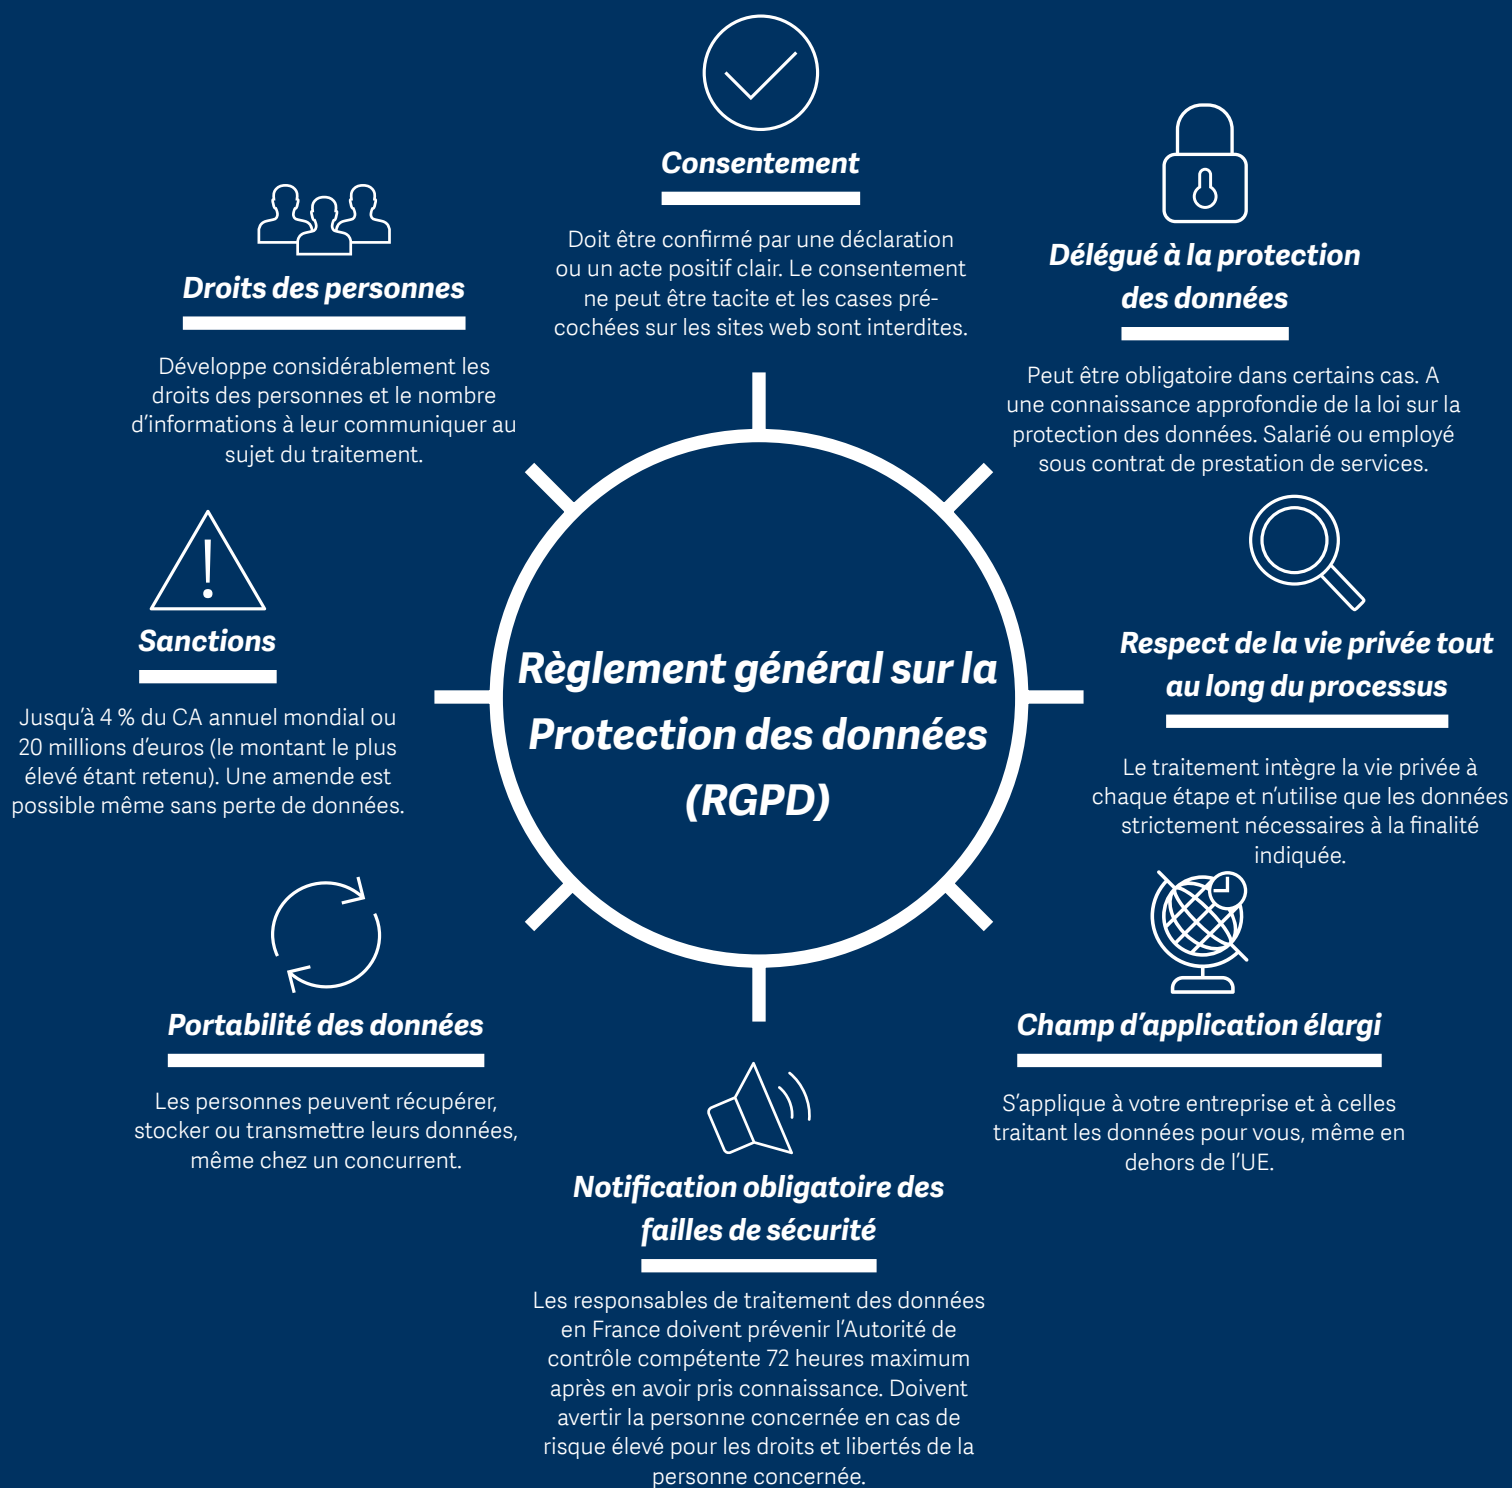 Consentement
Doit être confirmé par une déclaration
ou un acte positif clair. Le consentement
ne peut être tacite et les cases pré-
cochées sur les sites web sont interdites.
Délégué à la protection
des données
Peut être obligatoire dans certains cas. A
une connaissance approfondie de la loi sur la
protection des données. Salarié ou employé
sous contrat de prestation de services.
Droits des personnes
Développe considérablement les
droits des personnes et le nombre
d’informations à leur communiquer au
sujet du traitement.
Respect de la vie privée tout
au long du processus
Le traitement intègre la vie privée à
chaque étape et n’utilise que les données
strictement nécessaires à la finalité
indiquée.
Sanctions
Jusqu’à 4 % du CA annuel mondial ou
20 millions d’euros (le montant le plus
élevé étant retenu). Une amende est
possible même sans perte de données.
Règlement général sur la
Protection des données
(RGPD)
Portabilité des données
Les personnes peuvent récupérer,
stocker ou transmettre leurs données,
même chez un concurrent.
Champ d’application élargi
S’applique à votre entreprise et à celles
traitant les données pour vous, même en
dehors de l’UE.
Notification obligatoire des
failles de sécurité
Les responsables de traitement des données
en France doivent prévenir l’Autorité de
contrôle compétente 72 heures maximum
après en avoir pris connaissance. Doivent
avertir la personne concernée en cas de
risque élevé pour les droits et libertés de la
personne concernée.